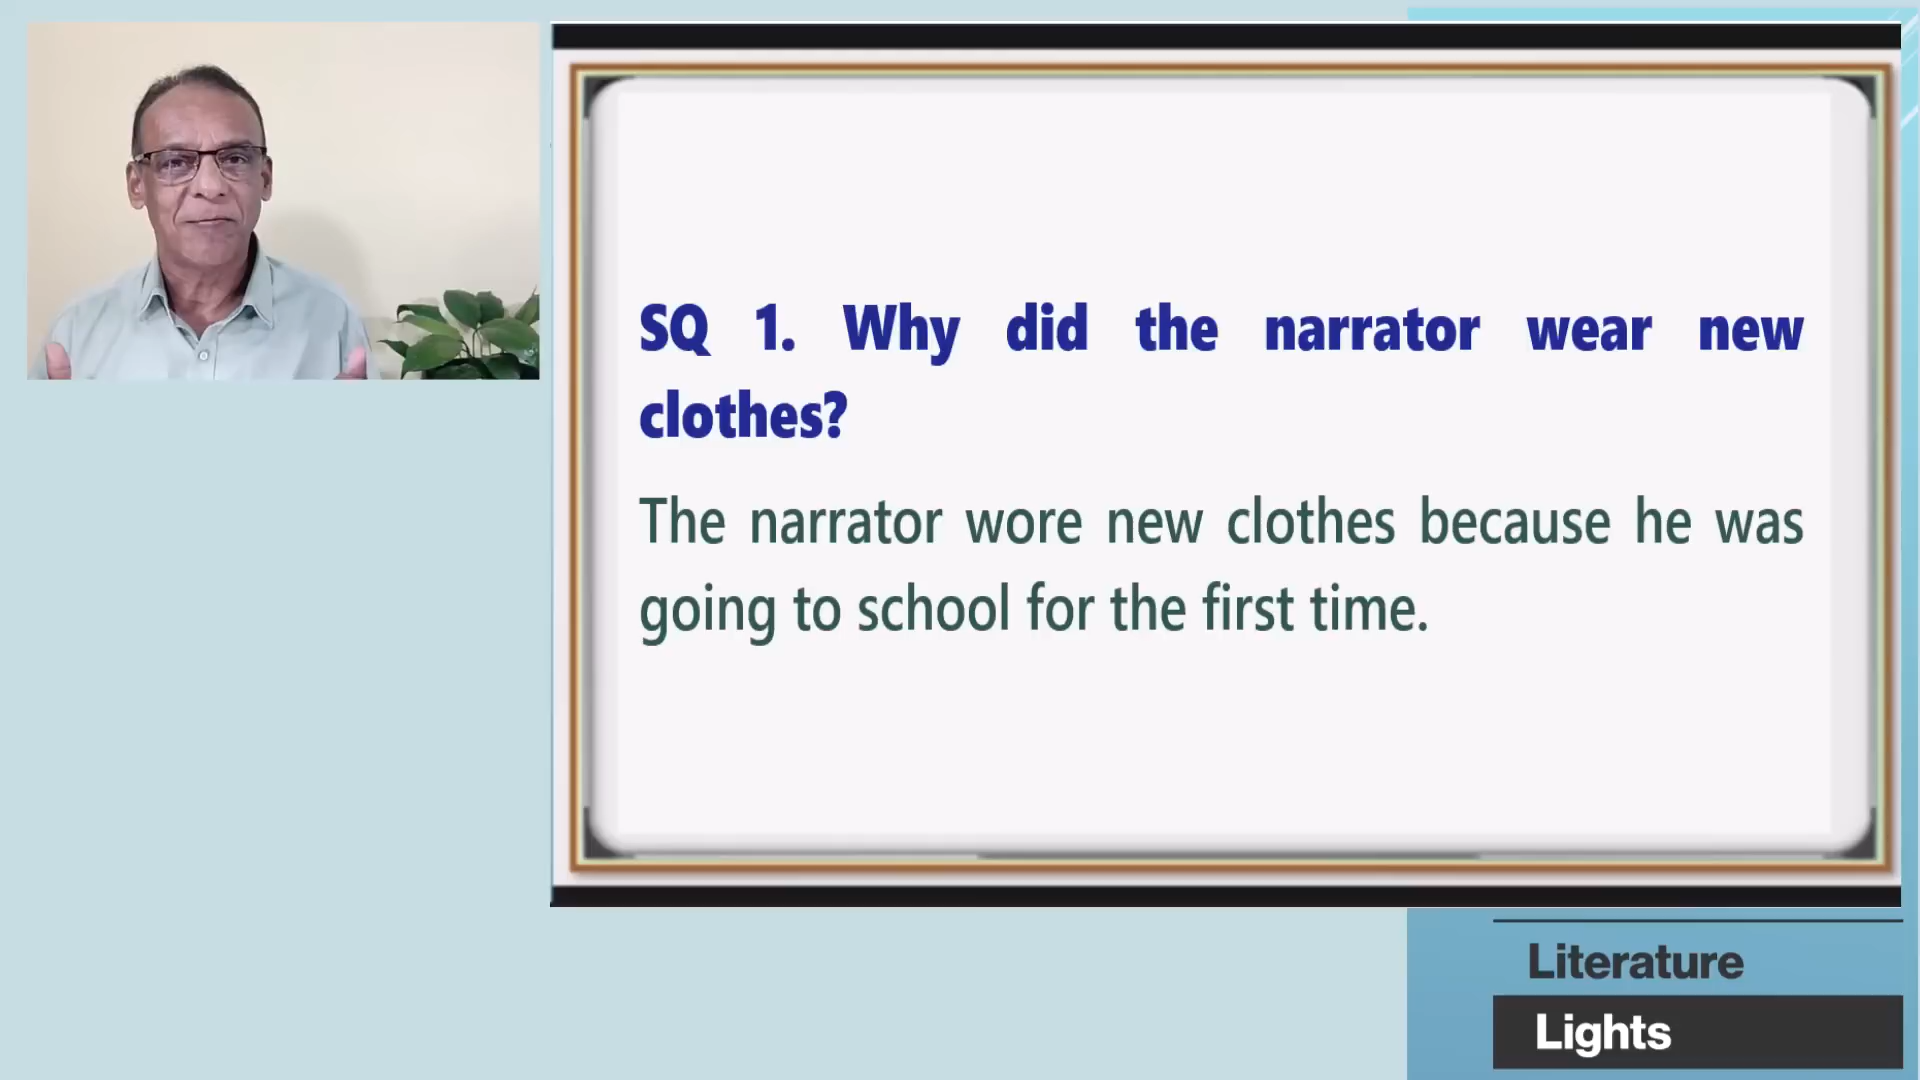 SQ 1. Why did the narrator wear new
clothes?
The narrator wore new clothes because he was
going to school for the first time.
Literature
Lights